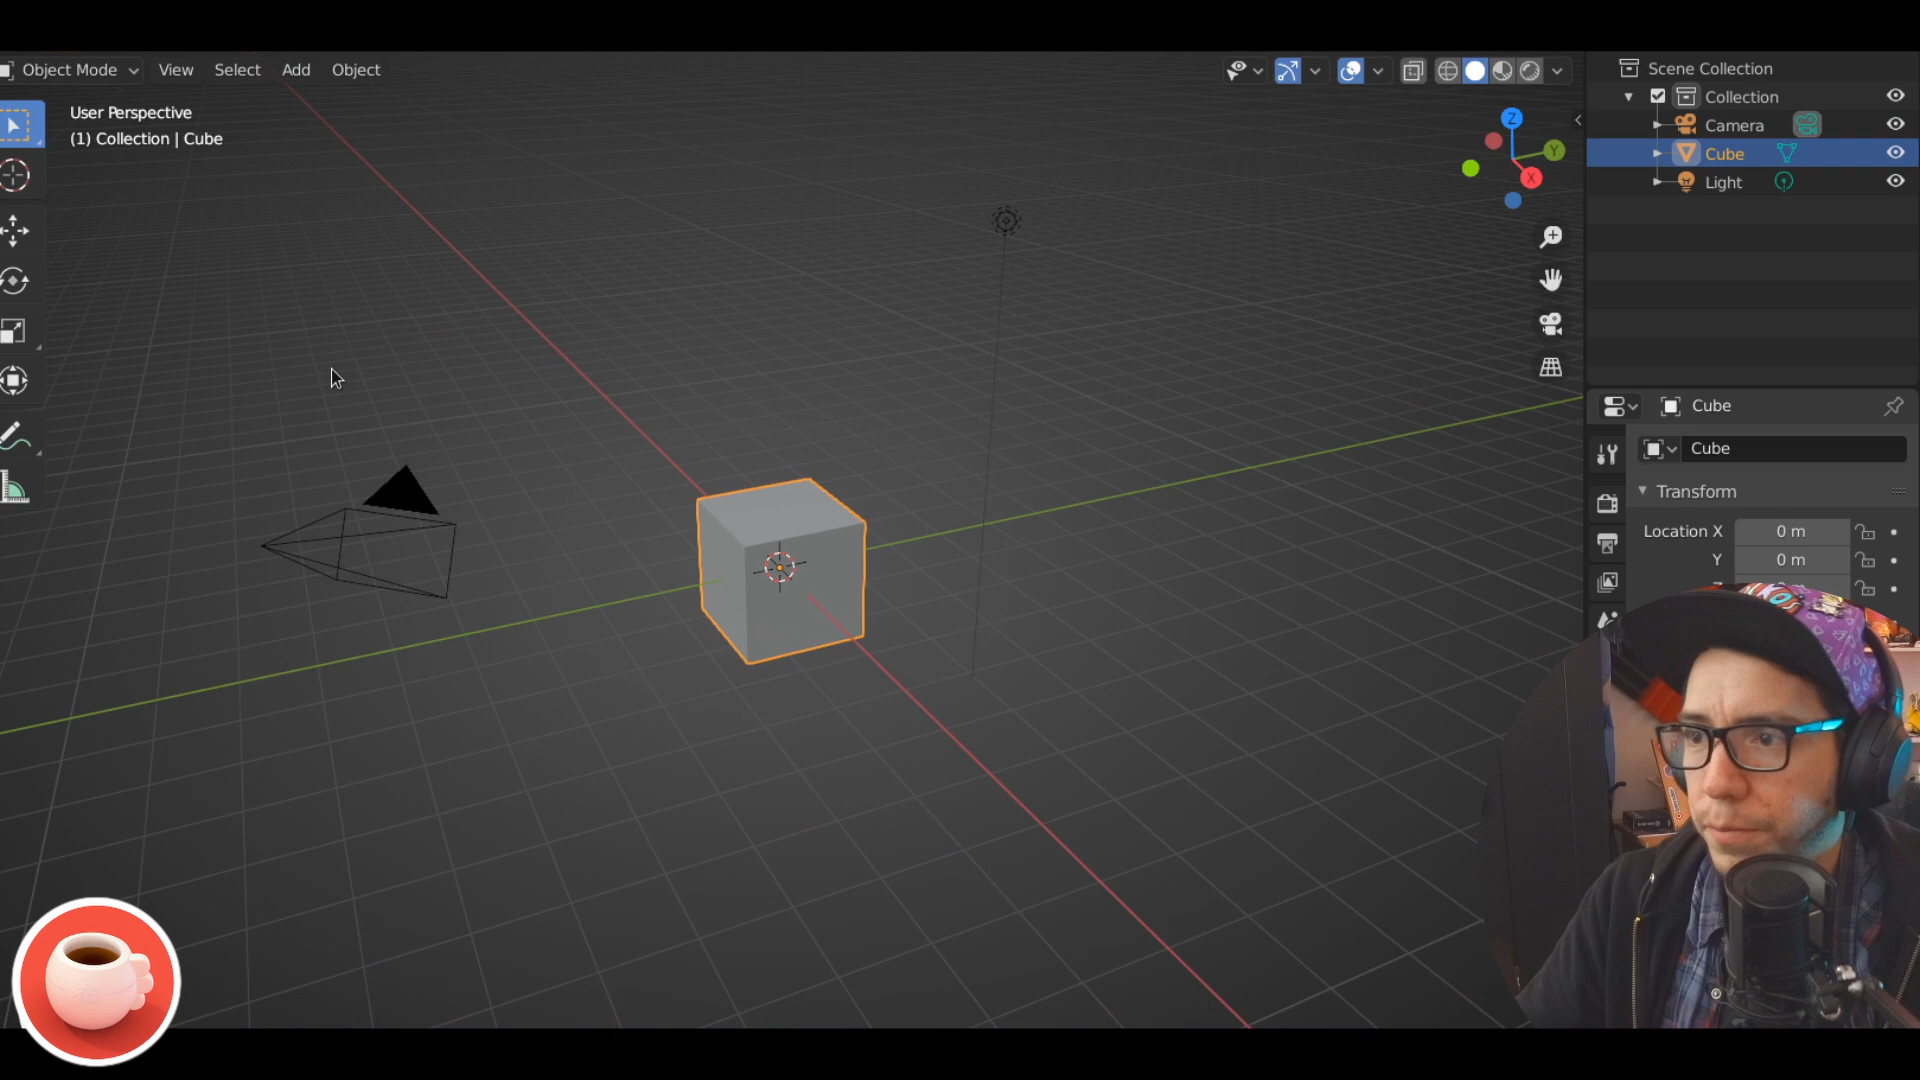 Object Mode View Select Add Object
User Perspective
(1) Collection | Cube
Z
Y
X
Scene Collection
Collection
Camera
Cube
Light
Cube
Cube
Transform
Location X 0 m
Y 0 m